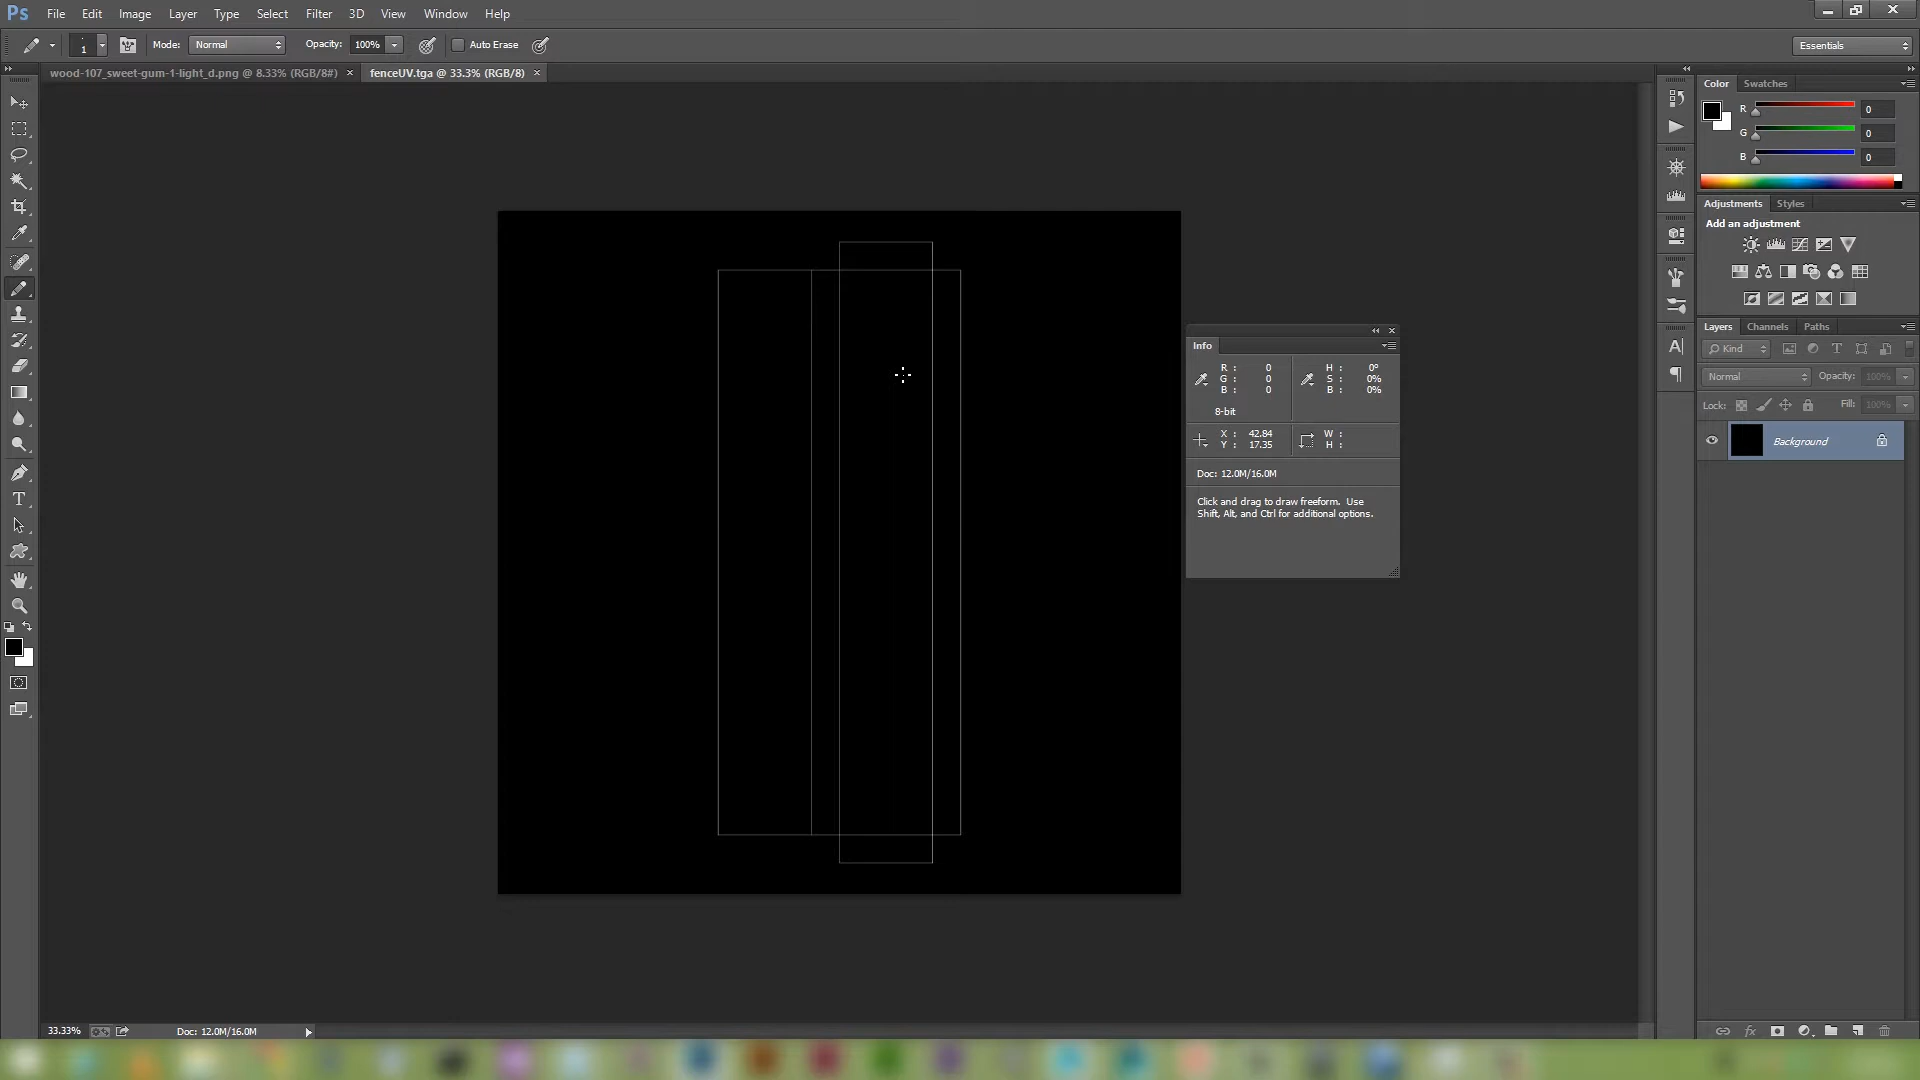 Ps File Edit Image Layer Type Select Filter 3D View Window Help
1 Mode: Normal Opacity: 100% Auto Erase Essentials
wood-107_sweet-gum-1-light_d.png @ 8.33% (RGB/8#) × fenceUV.tga @ 33.3% (RGB/8) ×
Color Swatches
R 0
G 0
B 0
Adjustments Styles
Add an adjustment
Layers Channels Paths
Kind
Normal Opacity: 100%
Lock: Fill: 100%
Background
Info
R : 0 H : 0°
G : 0 S : 0%
B : 0 B : 0%
8-bit
X : 42.84 W :
Y : 17.35 H :
Doc: 12.0M/16.0M
Click and drag to draw freeform. Use
Shift, Alt, and Ctrl for additional options.
33.33% Doc: 12.0M/16.0M